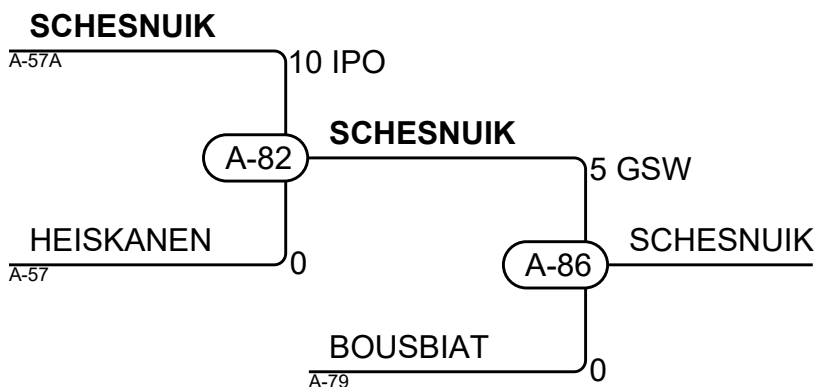 SCHESNUIK
A-57A
10 IPO
SCHESNUIK
A-82
5 GSW
HEISKANEN
0
A-57
SCHESNUIK
A-86
BOUSBIAT
0
A-79